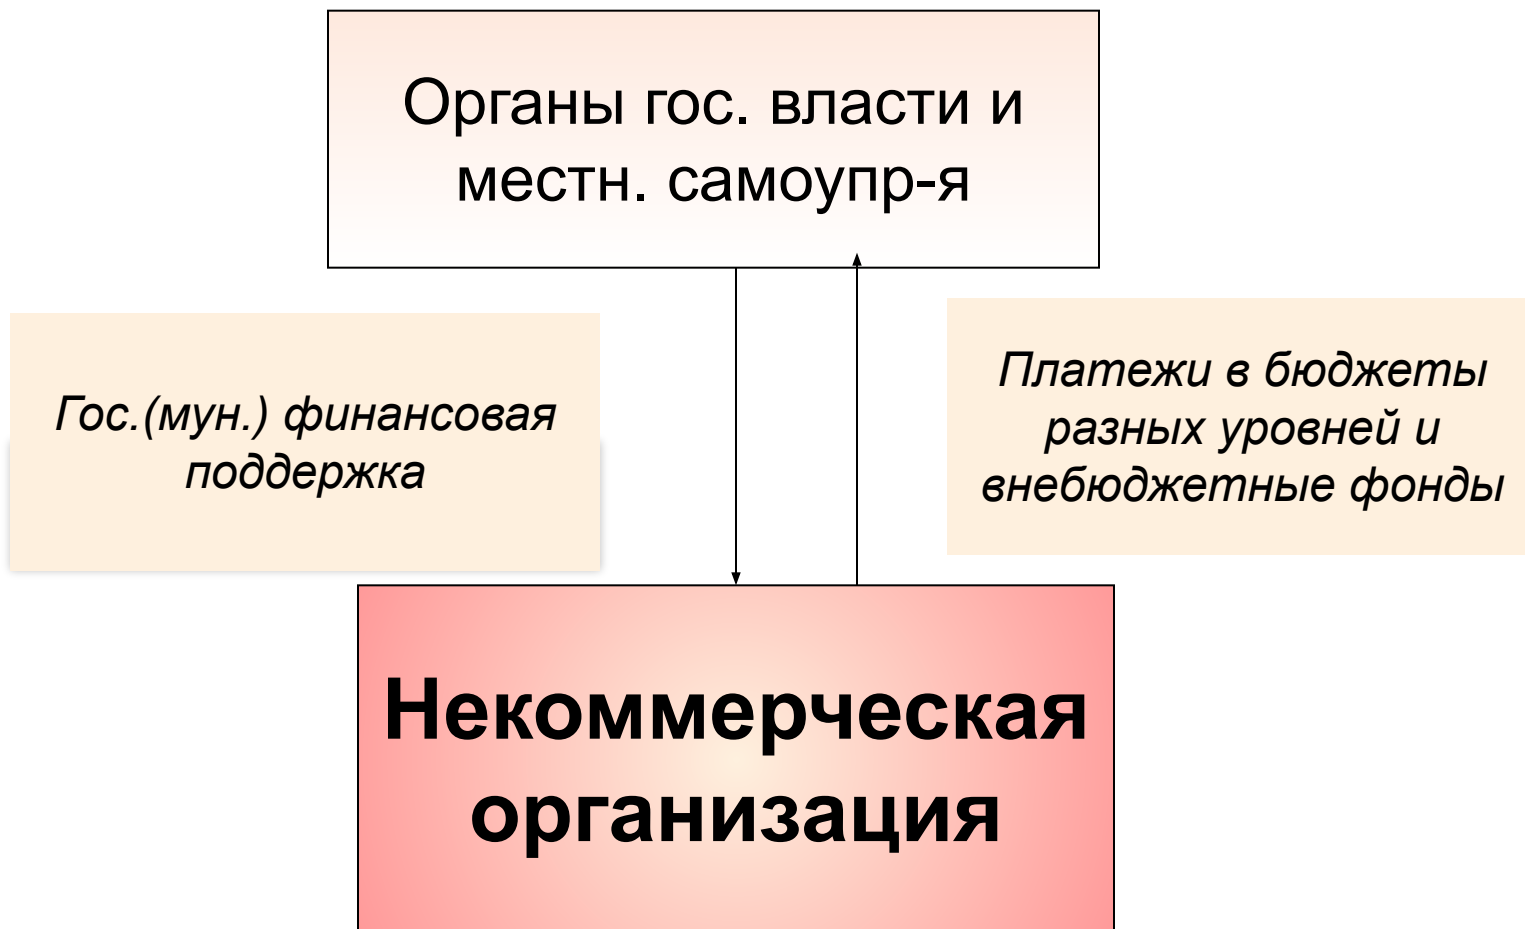 Органы гос. власти и
местн. самоупр-я
Гос.(мун.) финансовая
поддержка
Платежи в бюджеты
разных уровней и
внебюджетные фонды
Некоммерческая
организация